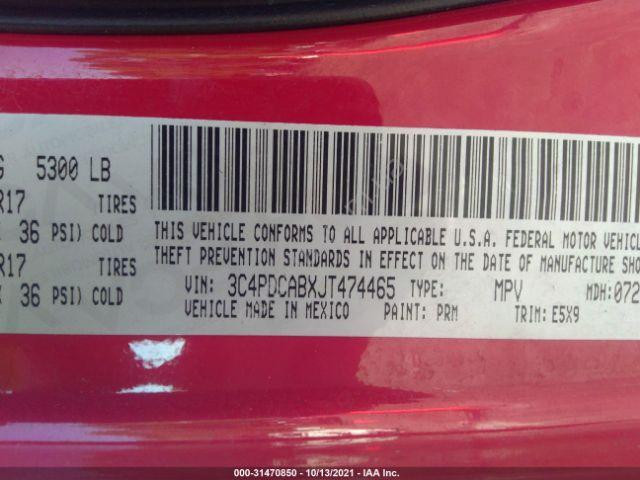 5300 LB
R17 TIRES
36 PSI) COLD
R17 TIRES
36 PSI) COLD
THIS VEHICLE CONFORMS TO ALL APPLICABLE U.S.A. FEDERAL MOTOR VEHICL
THEFT PREVENTION STANDARDS IN EFFECT ON THE DATE OF MANUFACTURE SHO
VIN: 3C4PDCABXJT474465 TYPE: MPV MDH:072
VEHICLE MADE IN MEXICO PAINT: PRM TRIM: E5X9
000-31470850 - 10/13/2021 - IAA Inc.